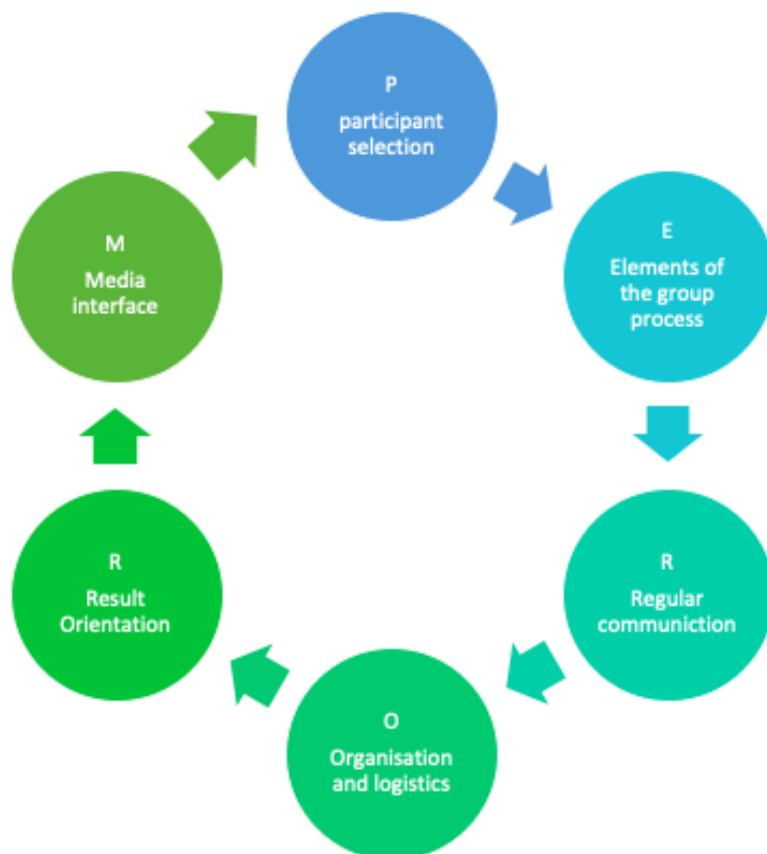 P
participant
selection
E
Elements of
the group
process
R
Regular
communiction
O
Organisation
and logistics
R
Result
Orientation
M
Media
interface